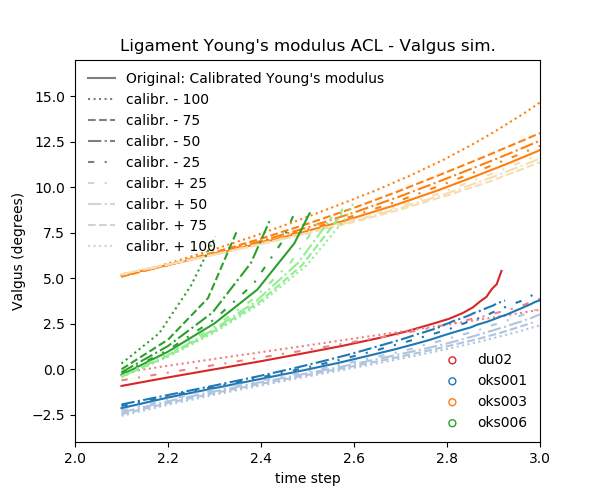 Ligament Young's modulus ACL - Valgus sim.
Original: Calibrated Young's modulus
calibr. - 100
calibr. - 75
calibr. - 50
calibr. - 25
calibr. + 25
calibr. + 50
calibr. + 75
calibr. + 100
15.0
12.5
10.0
7.5
5.0
2.5
0.0
−2.5
Valgus (degrees)
du02
oks001
oks003
oks006
2.0 2.2 2.4 2.6 2.8 3.0
time step